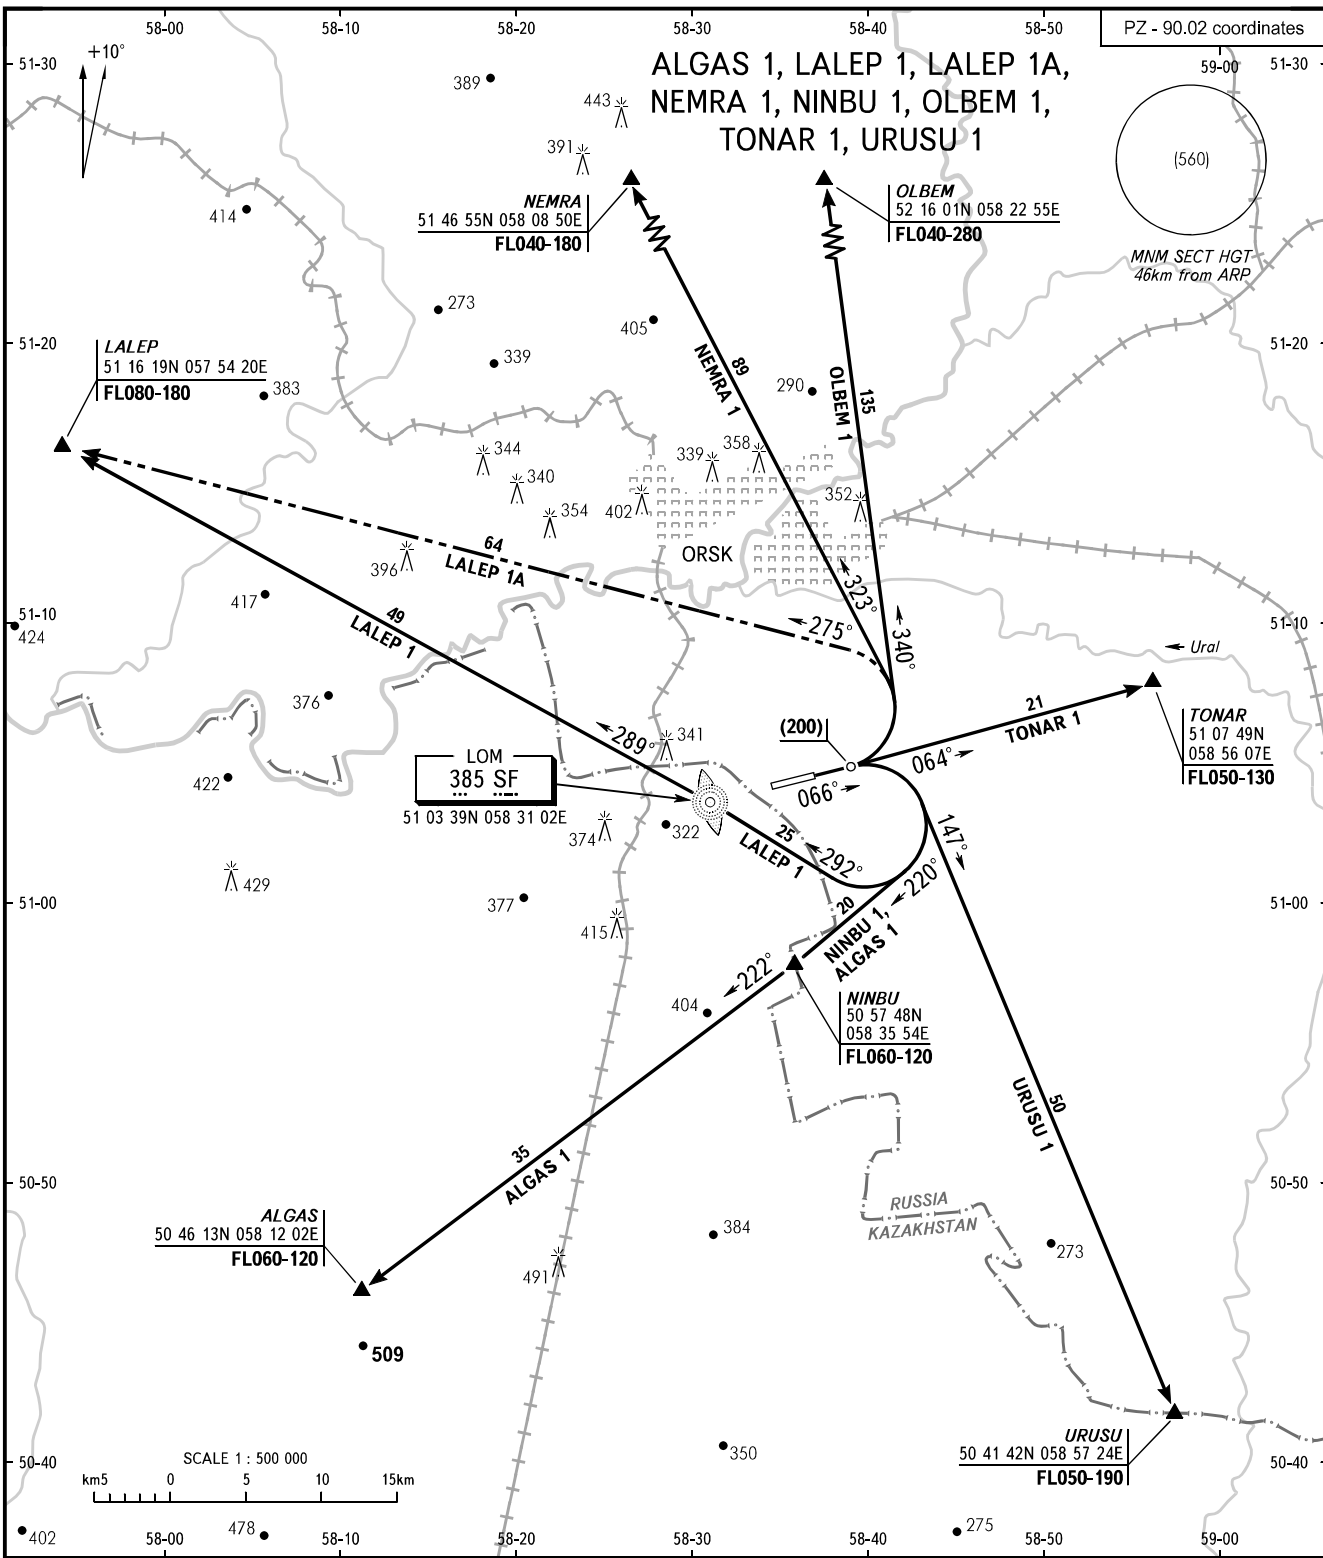 58-00
58-10
58-20
58-30
58-40
58-50
PZ - 90.02 coordinates
59-00
51-30
51-30
+10°
ALGAS 1, LALEP 1, LALEP 1A,
NEMRA 1, NINBU 1, OLBEM 1,
TONAR 1, URUSU 1
389
443
391
(560)
MNM SECT HGT
46km from ARP
414
NEMRA
51 46 55N 058 08 50E
FL040-180
OLBEM
52 16 01N 058 22 55E
FL040-280
273
405
339
51-20
51-20
LALEP
51 16 19N 057 54 20E
FL080-180
383
290
89
NEMRA 1
135
OLBEM 1
344
340
354
402
339
358
352
396
ORSK
64
LALEP 1A
417
424
51-10
51-10
49
LALEP 1
323°
275°
340°
Ural
376
21
TONAR 1
TONAR
51 07 49N
058 56 07E
FL050-130
(200)
289°
341
064°
066°
LOM
385 SF
51 03 39N 058 31 02E
422
374
322
25
LALEP 1
292°
147°
220°
429
377
415
51-00
51-00
20
NINBU 1,
ALGAS 1
222°
404
NINBU
50 57 48N
058 35 54E
FL060-120
50
URUSU 1
35
ALGAS 1
50-50
50-50
RUSSIA
KAZAKHSTAN
ALGAS
50 46 13N 058 12 02E
FL060-120
384
273
491
509
URUSU
50 41 42N 058 57 24E
FL050-190
350
50-40
50-40
SCALE 1 : 500 000
km5
0
5
10
15km
402
478
275
58-00
58-10
58-20
58-30
58-40
58-50
59-00